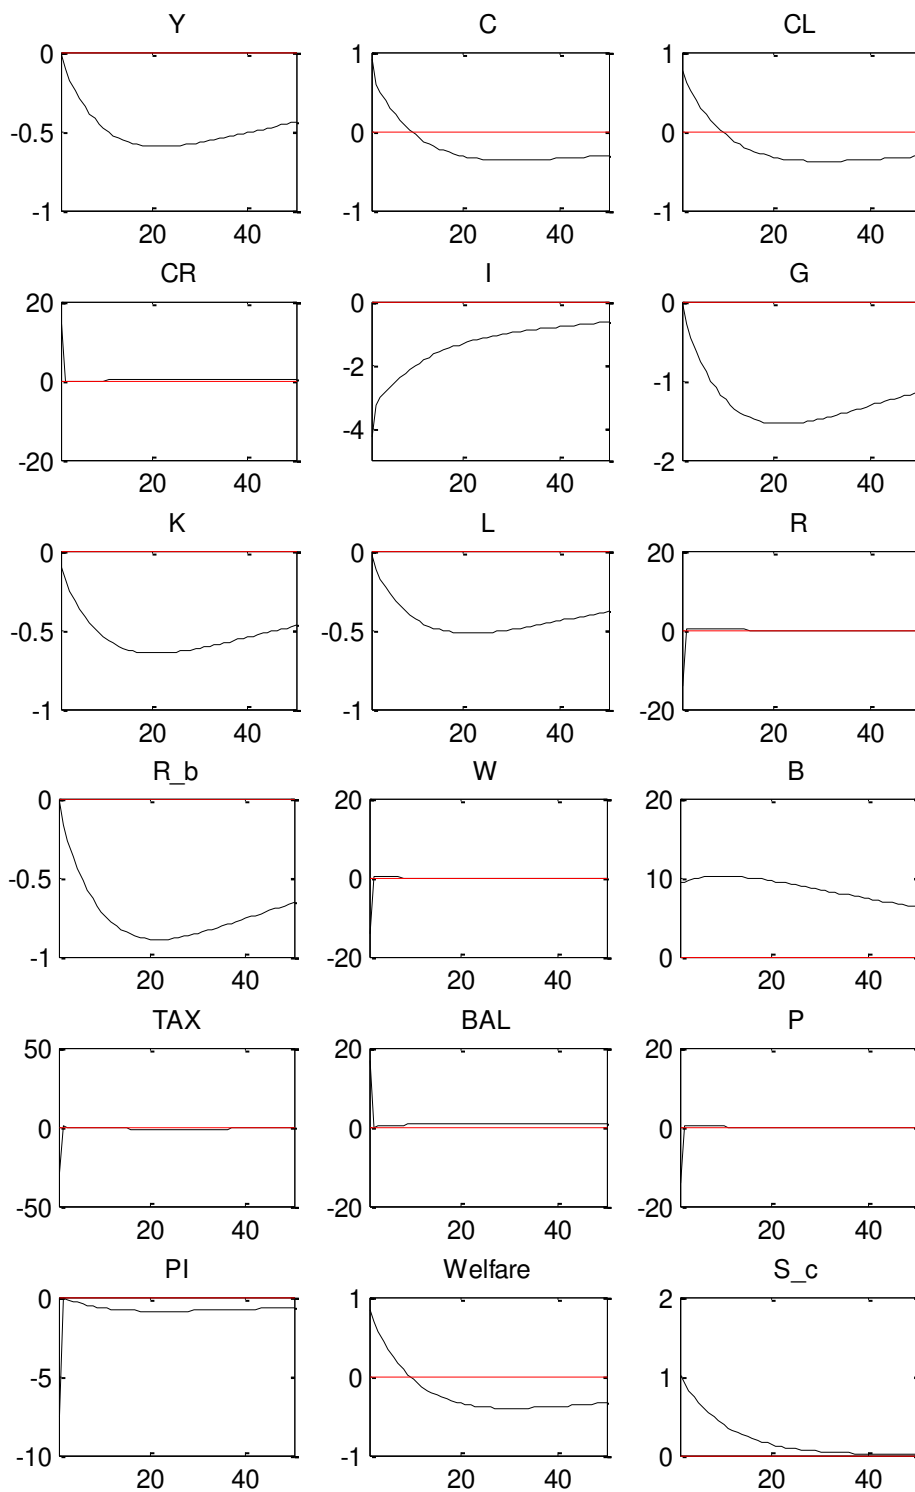 Y C CL
0 1 1
-0.5 0 0
-1 -1 -1
20 40 20 40 20 40
CR I G
20 0 0
0 -2 -1
-20 -4 -2
20 40 20 40 20 40
K L R
0 0 20
-0.5 -0.5 0
-1 -1 -20
20 40 20 40 20 40
R_b W B
0 20 20
-0.5 0 10
-1 -20 0
20 40 20 40 20 40
TAX BAL P
50 20 20
0 0 0
-50 -20 -20
20 40 20 40 20 40
PI Welfare S_c
0 1 2
-5 0 1
-10 -1 0
20 40 20 40 20 40